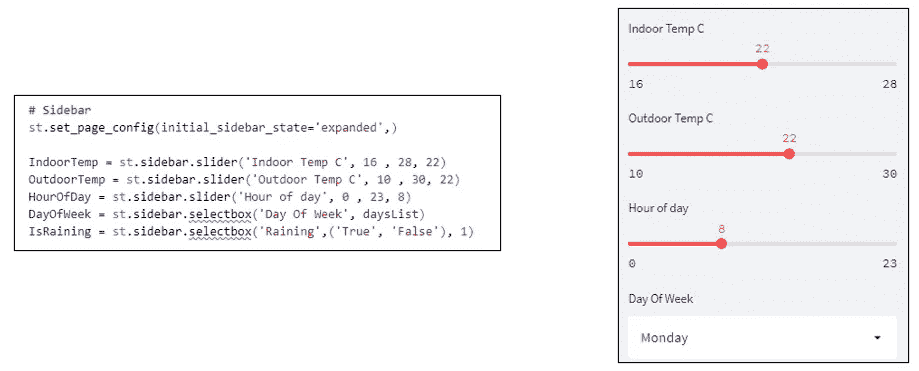 # Sidebar
st.set_page_config(initial_sidebar_state='expanded',)
IndoorTemp = st.sidebar.slider('Indoor Temp C', 16 , 28, 22)
OutdoorTemp = st.sidebar.slider('Outdoor Temp C', 10 , 30, 22)
HourOfDay = st.sidebar.slider('Hour of day', 0 , 23, 8)
DayOfWeek = st.sidebar.selectbox('Day Of Week', daysList)
IsRaining = st.sidebar.selectbox('Raining',('True', 'False'), 1)
Indoor Temp C
22
16 28
Outdoor Temp C
22
10 30
Hour of day
8
0 23
Day Of Week
Monday